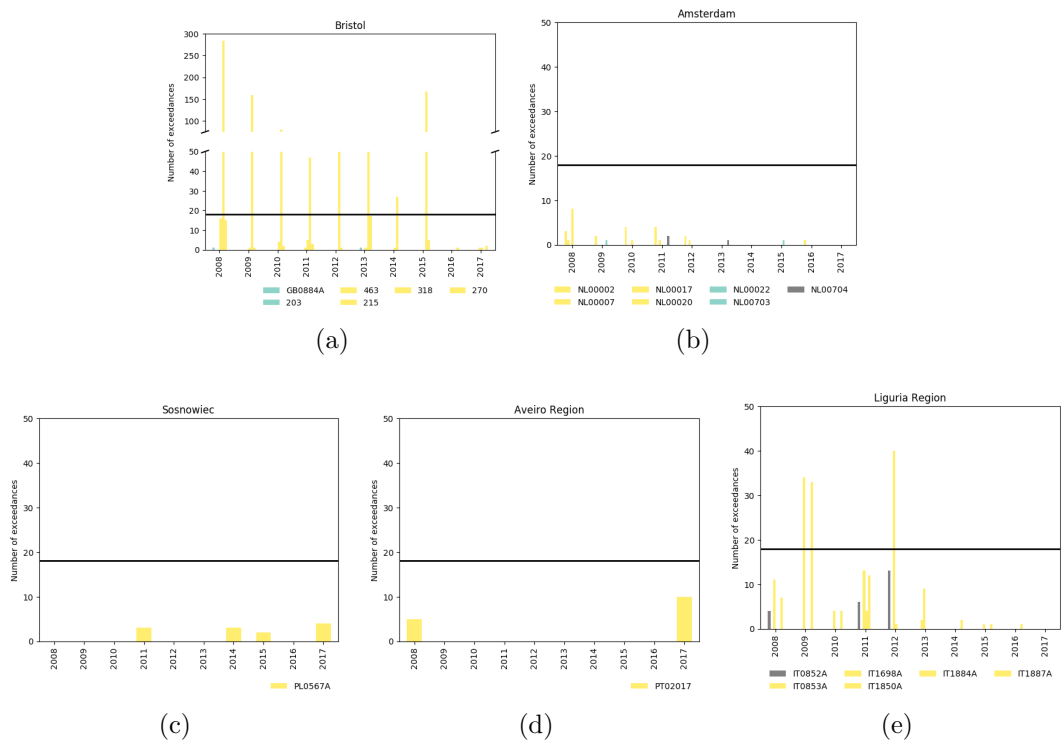 Bristol
Number of exceedances
300
250
200
150
100
50
40
30
20
10
0
2008 2009 2010 2011 2012 2013 2014 2015 2016 2017
GB0884A 463 318 270
203 215
(a)
Amsterdam
Number of exceedances
50
40
30
20
10
0
2008 2009 2010 2011 2012 2013 2014 2015 2016 2017
NL00002 NL00017 NL00022 NL00704
NL00007 NL00020 NL00703
(b)
Sosnowiec
Number of exceedances
50
40
30
20
10
0
2008 2009 2010 2011 2012 2013 2014 2015 2016 2017
PL0567A
(c)
Aveiro Region
Number of exceedances
50
40
30
20
10
0
2008 2009 2010 2011 2012 2013 2014 2015 2016 2017
PT02017
(d)
Liguria Region
Number of exceedances
50
40
30
20
10
0
2008 2009 2010 2011 2012 2013 2014 2015 2016 2017
IT0852A IT1698A IT1884A IT1887A
IT0853A IT1850A
(e)